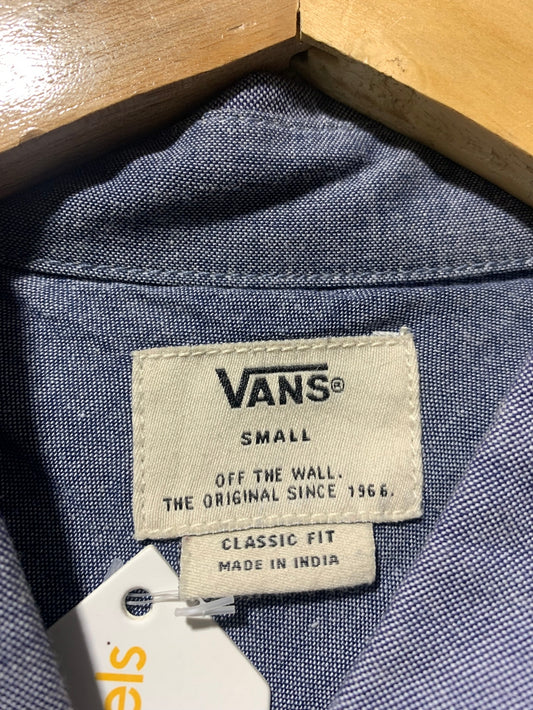 VANS®
SMALL
OFF THE WALL.
THE ORIGINAL SINCE 1966.
CLASSIC FIT
MADE IN INDIA
els